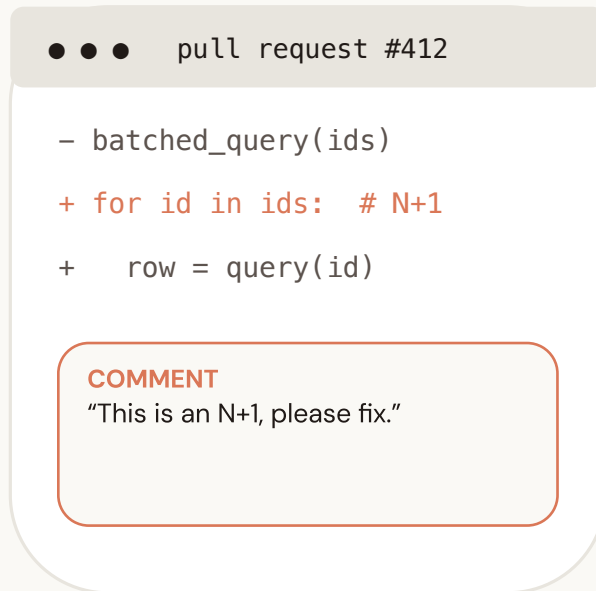 pull request #412
− batched_query(ids)
+ for id in ids:  # N+1
+   row = query(id)
COMMENT
“This is an N+1, please fix.”